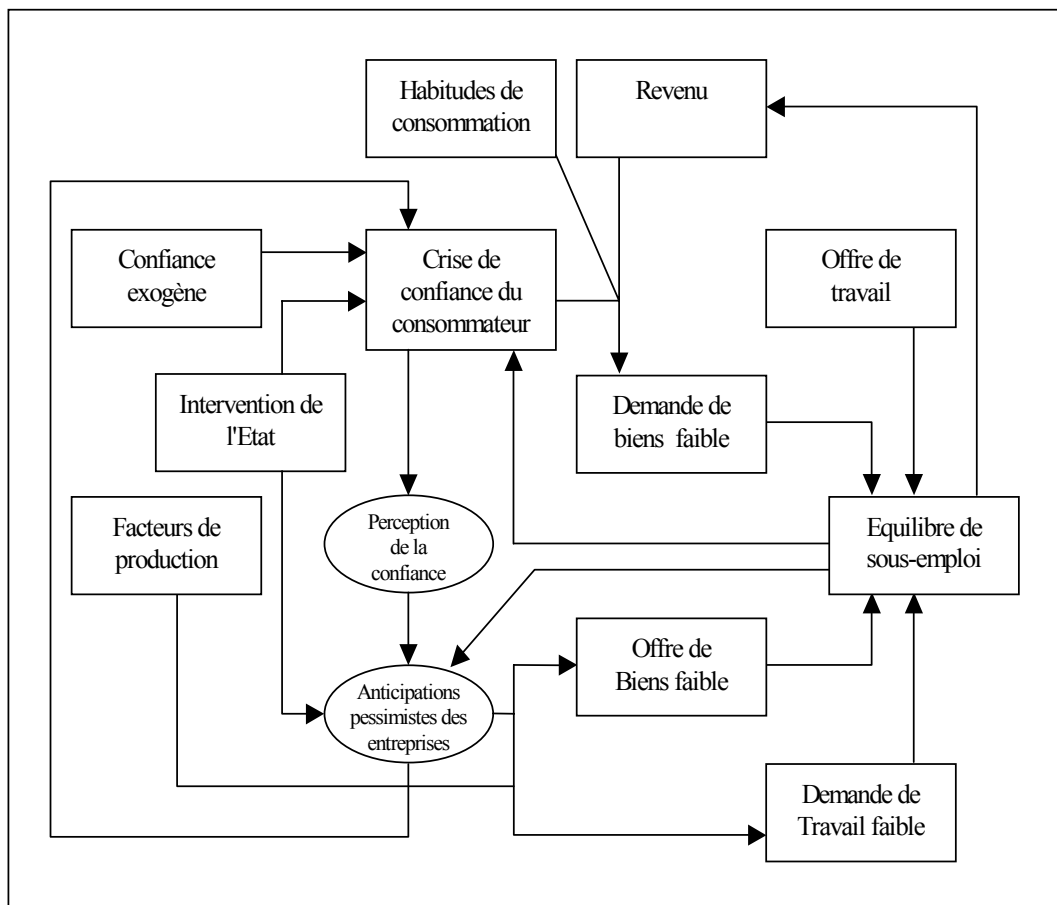 Habitudes de
consommation
Revenu
Confiance
exogène
Crise de
confiance du
consommateur
Offre de
travail
Intervention de
l'Etat
Demande de
biens faible
Facteurs de
production
Perception
de la
confiance
Equilibre de
sous-emploi
Offre de
Biens faible
Anticipations
pessimistes des
entreprises
Demande de
Travail faible